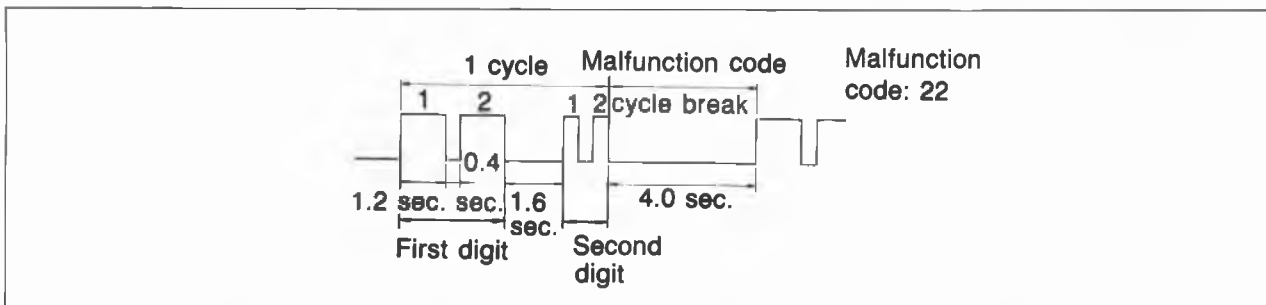 1 cycle
Malfunction code
Malfunction
code: 22
1 2
1 2 cycle break
0.4
1.2 sec. sec. 1.6 sec.
4.0 sec.
First digit
Second
digit